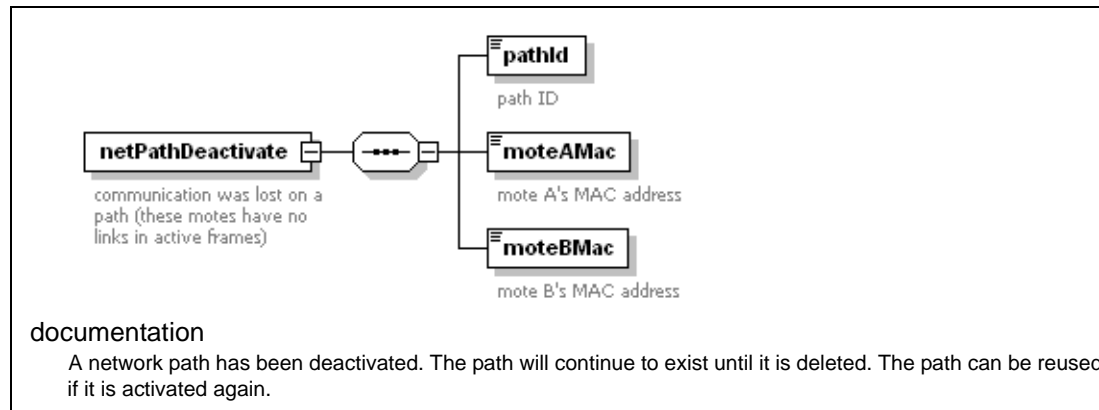 pathId
path ID
netPathDeactivate
communication was lost on a
path (these motes have no
links in active frames)
moteAMac
mote A's MAC address
moteBMac
mote B's MAC address
documentation
A network path has been deactivated. The path will continue to exist until it is deleted. The path can be reused
if it is activated again.